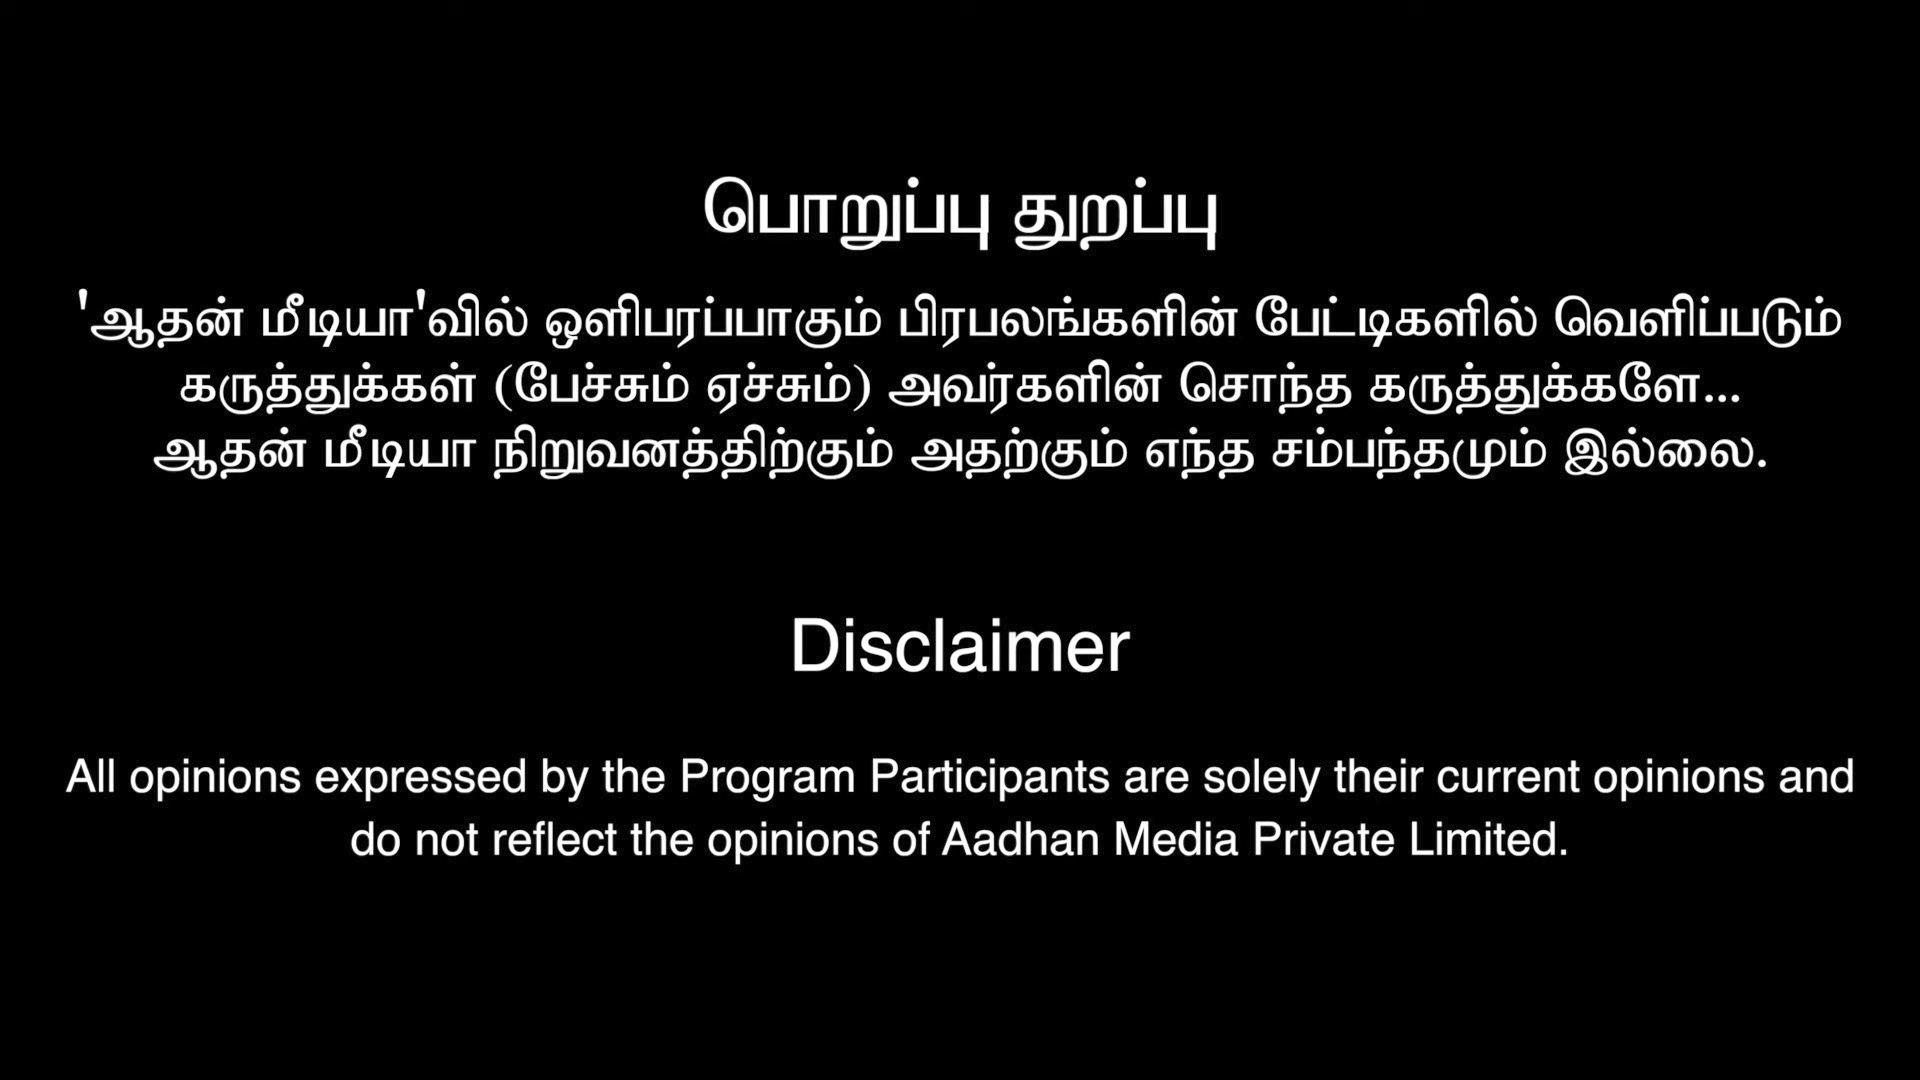 பொறுப்பு துறப்பு
'ஆதன் மீடியா'வில் ஒளிபரப்பாகும் பிரபலங்களின் பேட்டிகளில் வெளிப்படும்
கருத்துக்கள் (பேச்சும் ஏச்சும்) அவர்களின் சொந்த கருத்துக்களே...
ஆதன் மீடியா நிறுவனத்திற்கும் அதற்கும் எந்த சம்பந்தமும் இல்லை.
Disclaimer
All opinions expressed by the Program Participants are solely their current opinions and
do not reflect the opinions of Aadhan Media Private Limited.